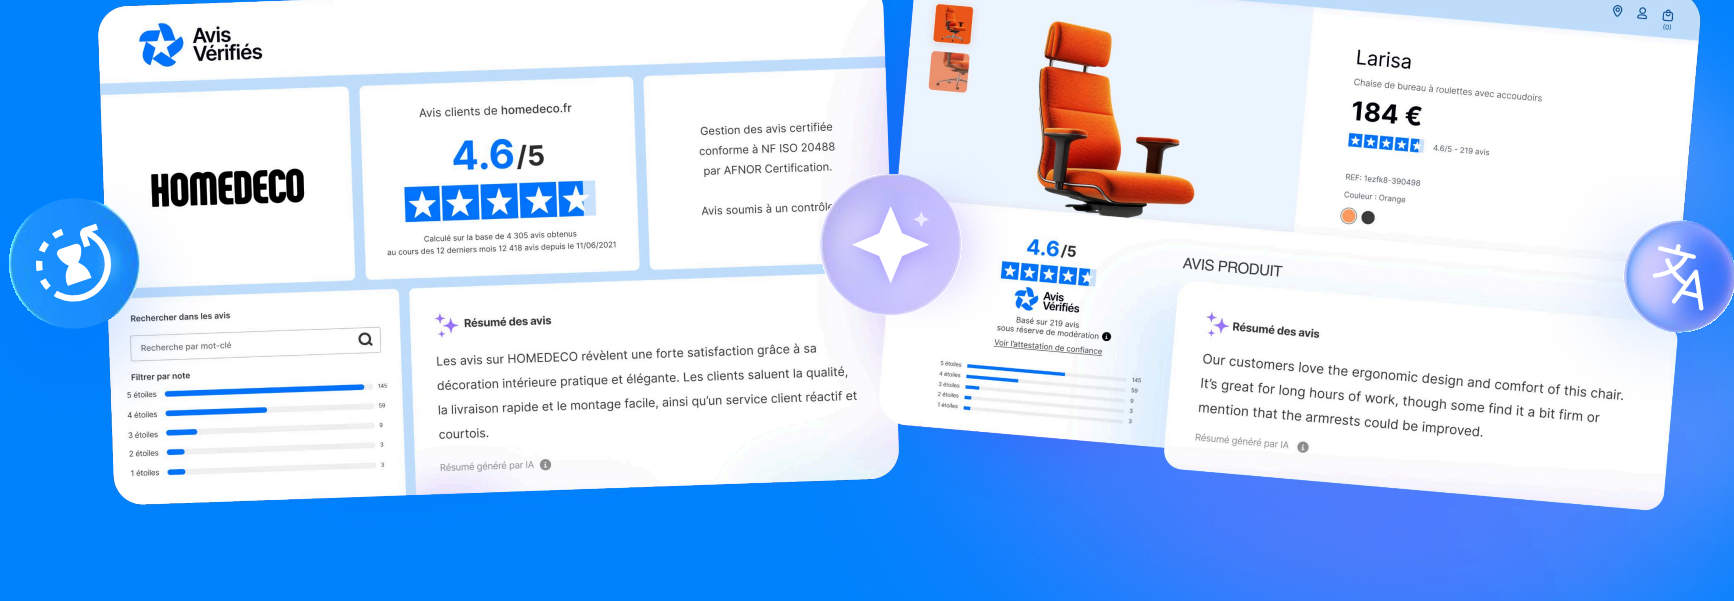 Avis
Vérifiés
HOMEDECO
Avis clients de homedeco.fr
4.6/5
Calculé sur la base de 4 305 avis obtenus
au cours des 12 derniers mois 12 418 avis depuis le 11/06/2021
Gestion des avis certifiée
conforme à NF ISO 20488
par AFNOR Certification.
Avis soumis à un contrôle
Rechercher dans les avis
Recherche par mot-clé
Filtrer par note
5 étoiles 145
4 étoiles 59
3 étoiles 9
2 étoiles 3
1 étoiles 3
Résumé des avis
Les avis sur HOMEDECO révèlent une forte satisfaction grâce à sa
décoration intérieure pratique et élégante. Les clients saluent la qualité,
la livraison rapide et le montage facile, ainsi qu'un service client réactif et
courtois.
Résumé généré par IA
(0)
Larisa
Chaise de bureau à roulettes avec accoudoirs
184 €
4.6/5 - 219 avis
REF: 1ezfk8-390498
Couleur : Orange
4.6/5
Avis
Vérifiés
Basé sur 219 avis
sous réserve de modération
Voir l'attestation de confiance
5 étoiles 145
4 étoiles 59
3 étoiles 9
2 étoiles 3
1 étoiles 3
AVIS PRODUIT
Résumé des avis
Our customers love the ergonomic design and comfort of this chair.
It's great for long hours of work, though some find it a bit firm or
mention that the armrests could be improved.
Résumé généré par IA
文A